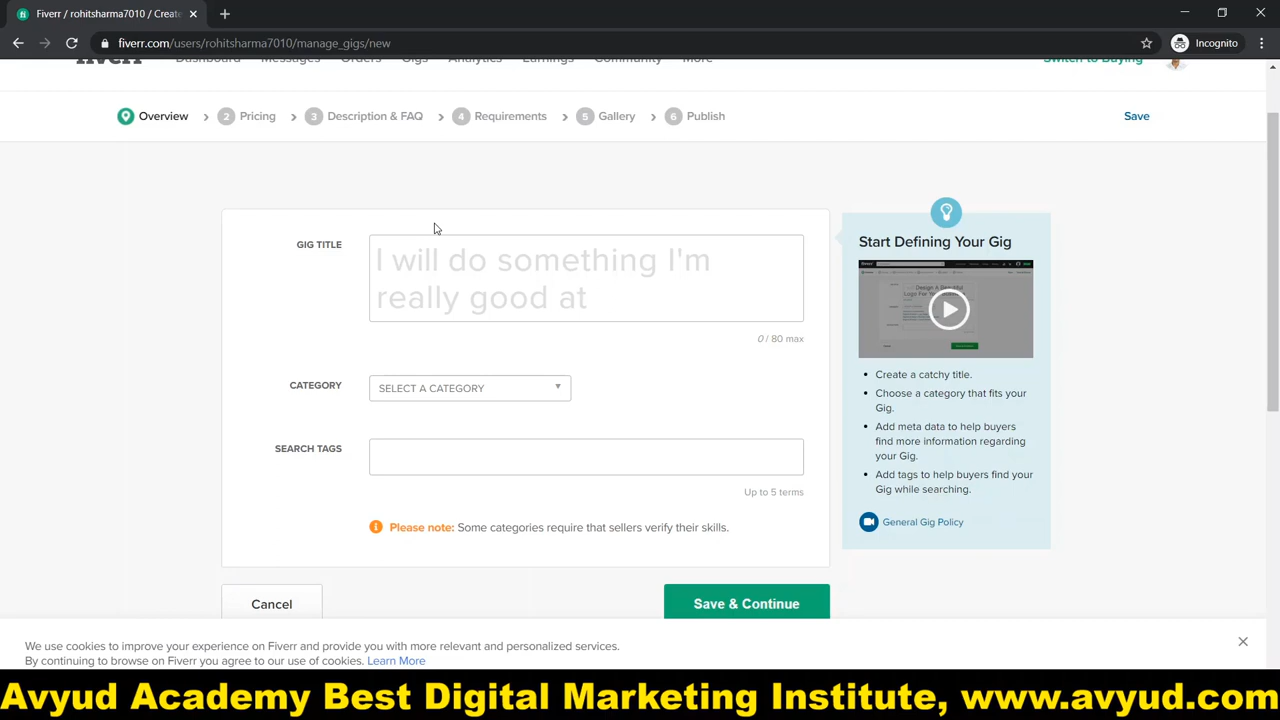 Fiverr / rohitsharma7010 / Create
fiverr.com/users/rohitsharma7010/manage_gigs/new
Incognito
fiverr Dashboard Messages Orders Gigs Analytics Earnings Community More Switch to Buying
Overview 2 Pricing 3 Description & FAQ 4 Requirements 5 Gallery 6 Publish Save
GIG TITLE
I will do something I'm
really good at
0 / 80 max
CATEGORY
SELECT A CATEGORY
SEARCH TAGS
Up to 5 terms
Please note: Some categories require that sellers verify their skills.
Cancel
Save & Continue
Start Defining Your Gig
Design A Beautiful
• Create a catchy title.
• Choose a category that fits your
Gig.
• Add meta data to help buyers
find more information regarding
your Gig.
• Add tags to help buyers find your
Gig while searching.
General Gig Policy
We use cookies to improve your experience on Fiverr and provide you with more relevant and personalized services.
By continuing to browse on Fiverr you agree to our use of cookies. Learn More
Avyud Academy Best Digital Marketing Institute, www.avyud.com